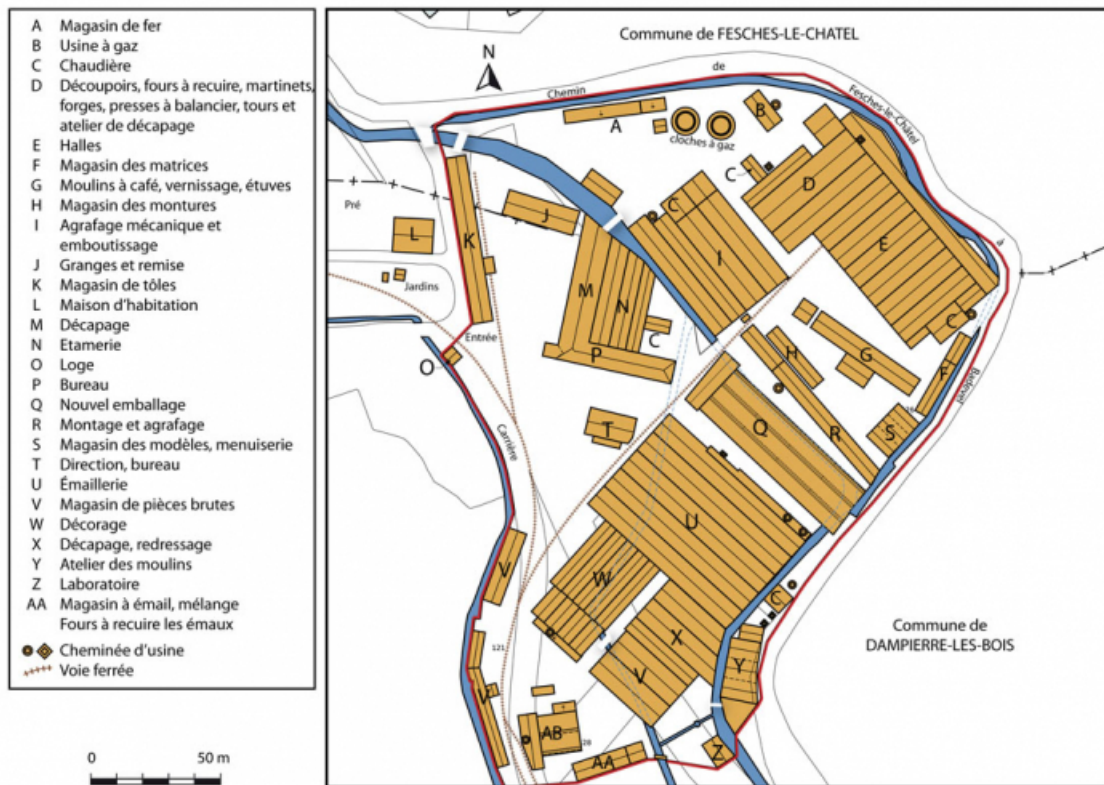 A Magasin de fer
B Usine à gaz
C Chaudière
D Découpoirs, fours à recuire, martinets,
forges, presses à balancier, tours et
atelier de décapage
E Halles
F Magasin des matrices
G Moulins à café, vernissage, étuves
H Magasin des montures
I Agrafage mécanique et
emboutissage
J Granges et remise
K Magasin de tôles
L Maison d'habitation
M Décapage
N Etamerie
O Loge
P Bureau
Q Nouvel emballage
R Montage et agrafage
S Magasin des modèles, menuiserie
T Direction, bureau
U Émaillerie
V Magasin de pièces brutes
W Décorage
X Décapage, redressage
Y Atelier des moulins
Z Laboratoire
AA Magasin à émail, mélange
Fours à recuire les émaux
Cheminée d'usine
Voie ferrée
0 50 m
Commune de FESCHES-LE-CHATEL
N
Chemin
de
Fesches-le-Châtel
à
Badevel
A
B
cloches à gaz
C
D
C
E
Pré
J
K
L
I
Jardins
M
N
C
P
H
G
C
F
Entrée
O
Carrière
T
Q
R
S
U
V
W
C
X
Y
Commune de
DAMPIERRE-LES-BOIS
121
V
V
AB
28
AA
Z